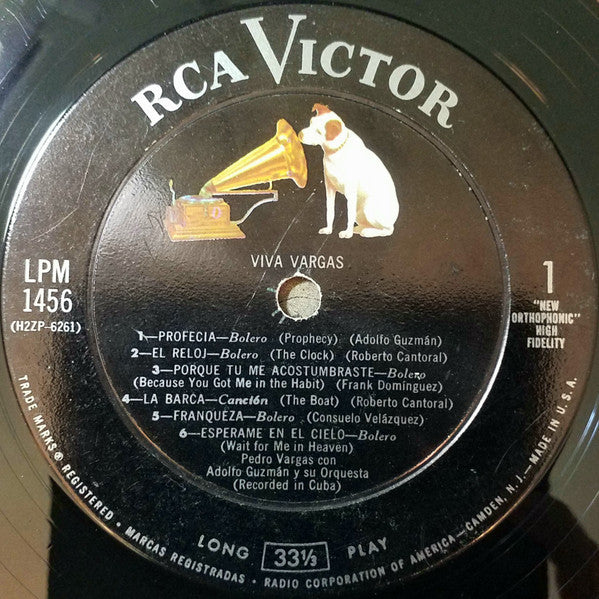 RCA VICTOR
VIVA VARGAS
LPM
1456
(H2ZP-6261)
1
"NEW
ORTHOPHONIC"
HIGH
FIDELITY
1—PROFECIA—Bolero (Prophecy) (Adolfo Guzmán)
2—EL RELOJ—Bolero (The Clock) (Roberto Cantoral)
3—PORQUE TU ME ACOSTUMBRASTE—Bolero
(Because You Got Me in the Habit) (Frank Domínguez)
4—LA BARCA—Canción (The Boat) (Roberto Cantoral)
5—FRANQUEZA—Bolero (Consuelo Velázquez)
6—ESPERAME EN EL CIELO—Bolero
(Wait for Me in Heaven)
Pedro Vargas con
Adolfo Guzmán y su Orquesta
(Recorded in Cuba)
LONG 33⅓ PLAY
TRADE MARKS ® REGISTERED • MARCAS REGISTRADAS • RADIO CORPORATION OF AMERICA—CAMDEN, N.J.—MADE IN U.S.A.